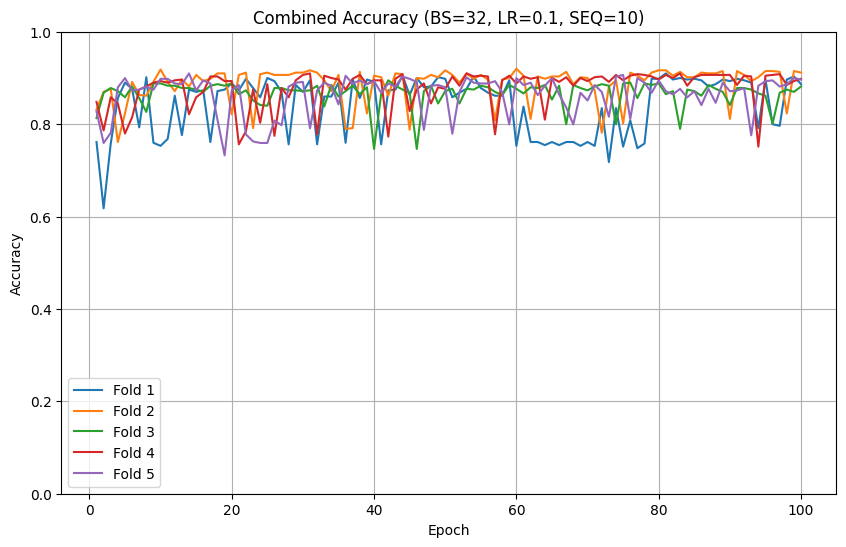 Combined Accuracy (BS=32, LR=0.1, SEQ=10)
1.0
0.8
0.6
0.4
0.2
0.0
Accuracy
Fold 1
Fold 2
Fold 3
Fold 4
Fold 5
0 20 40 60 80 100
Epoch